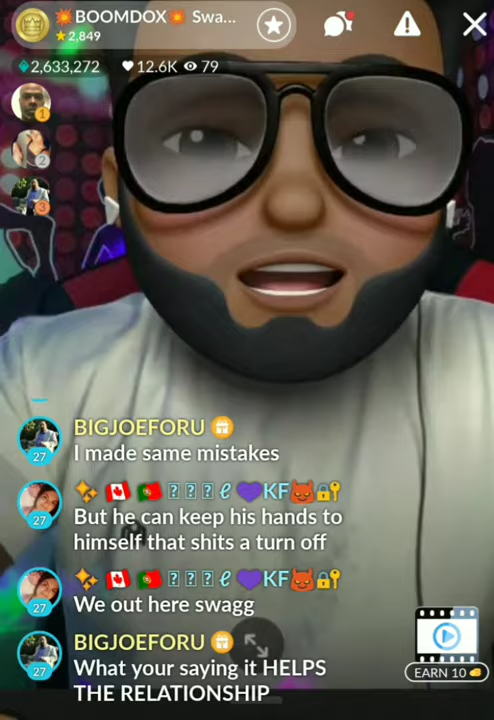 💥BOOMDOX💥 Swa...
★2,849
2,633,272 ♥12.6K 79
1
2
3
BIGJOEFORU
27
I made same mistakes
✨🇨🇦🇵🇹 ℯ💜KF👹🔐
27
But he can keep his hands to
himself that shits a turn off
✨🇨🇦🇵🇹 ℯ💜KF👹🔐
27
We out here swagg
BIGJOEFORU
27
What your saying it HELPS
THE RELATIONSHIP
EARN 10